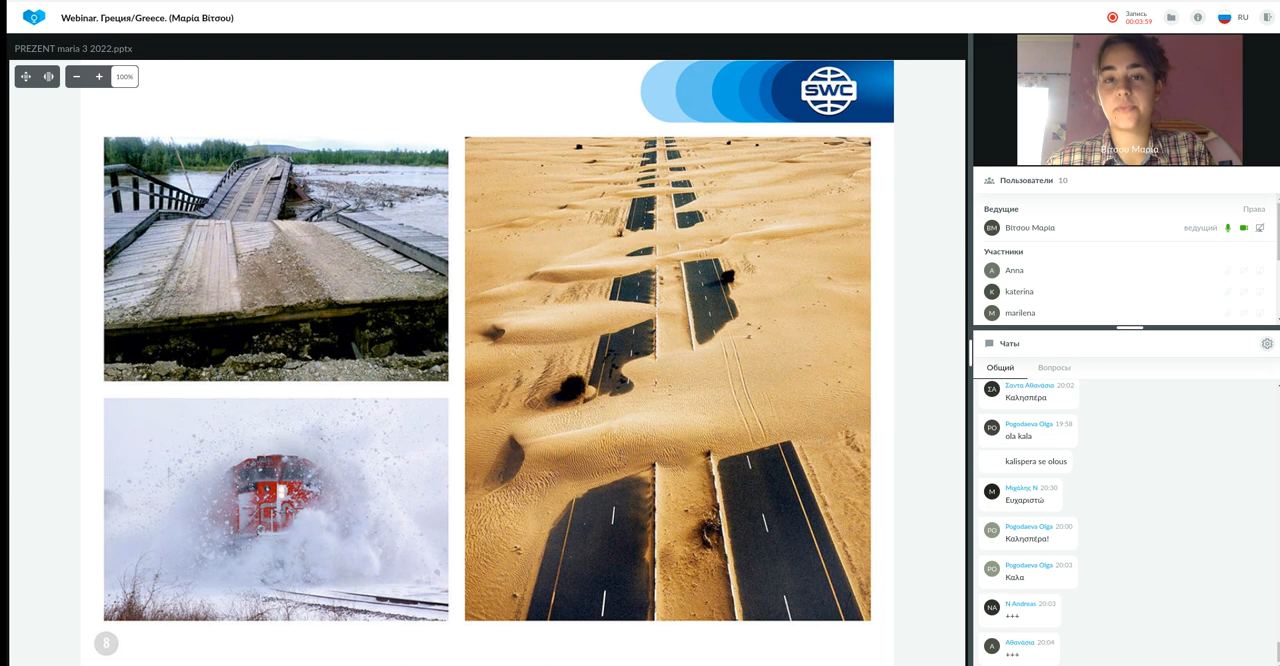 Webinar. Греция/Greece. (Μαρία Βίτσου)
Запись
00:03:59
RU
PREZENT maria 3 2022.pptx
100%
SWC
8
Βίτσου Μαρία
Пользователи 10
Ведущие Права
ВМ Βίτσου Μαρία ведущий
Участники
A Anna
K katerina
M marilena
Чаты
Общий Вопросы
ΣΑ Σαντα Αθανάσια 20:02
Καλησπέρα
PO Pogodaeva Olga 19:58
ola kala
kalispera se olous
M Μιχάλης Ν 20:30
Ευχαριστώ
PO Pogodaeva Olga 20:00
Καλησπέρα!
PO Pogodaeva Olga 20:03
Καλα
NA N Andreas 20:03
+++
A Αθανάσια 20:04
+++